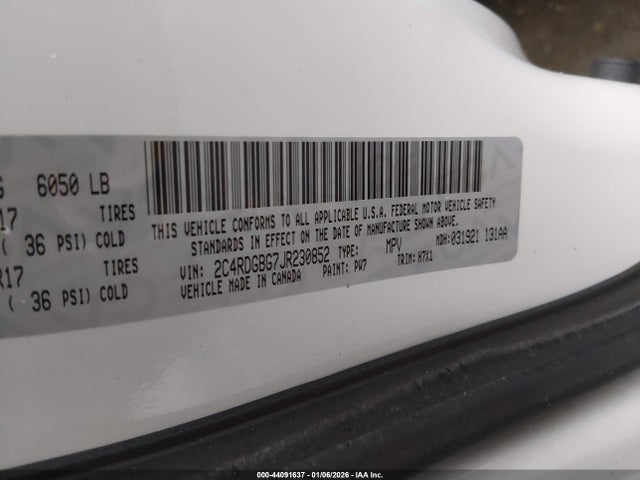 G 6050 LB
17 TIRES
( 36 PSI) COLD
R17 TIRES
( 36 PSI) COLD
THIS VEHICLE CONFORMS TO ALL APPLICABLE U.S.A. FEDERAL MOTOR VEHICLE SAFETY
STANDARDS IN EFFECT ON THE DATE OF MANUFACTURE SHOWN ABOVE.
VIN: 2C4RDGBG7JR230852 TYPE: MPV MDH: 031921 131AA
VEHICLE MADE IN CANADA PAINT: PW7 TRIM: H7X1
000-44091637 - 01/06/2026 - IAA Inc.